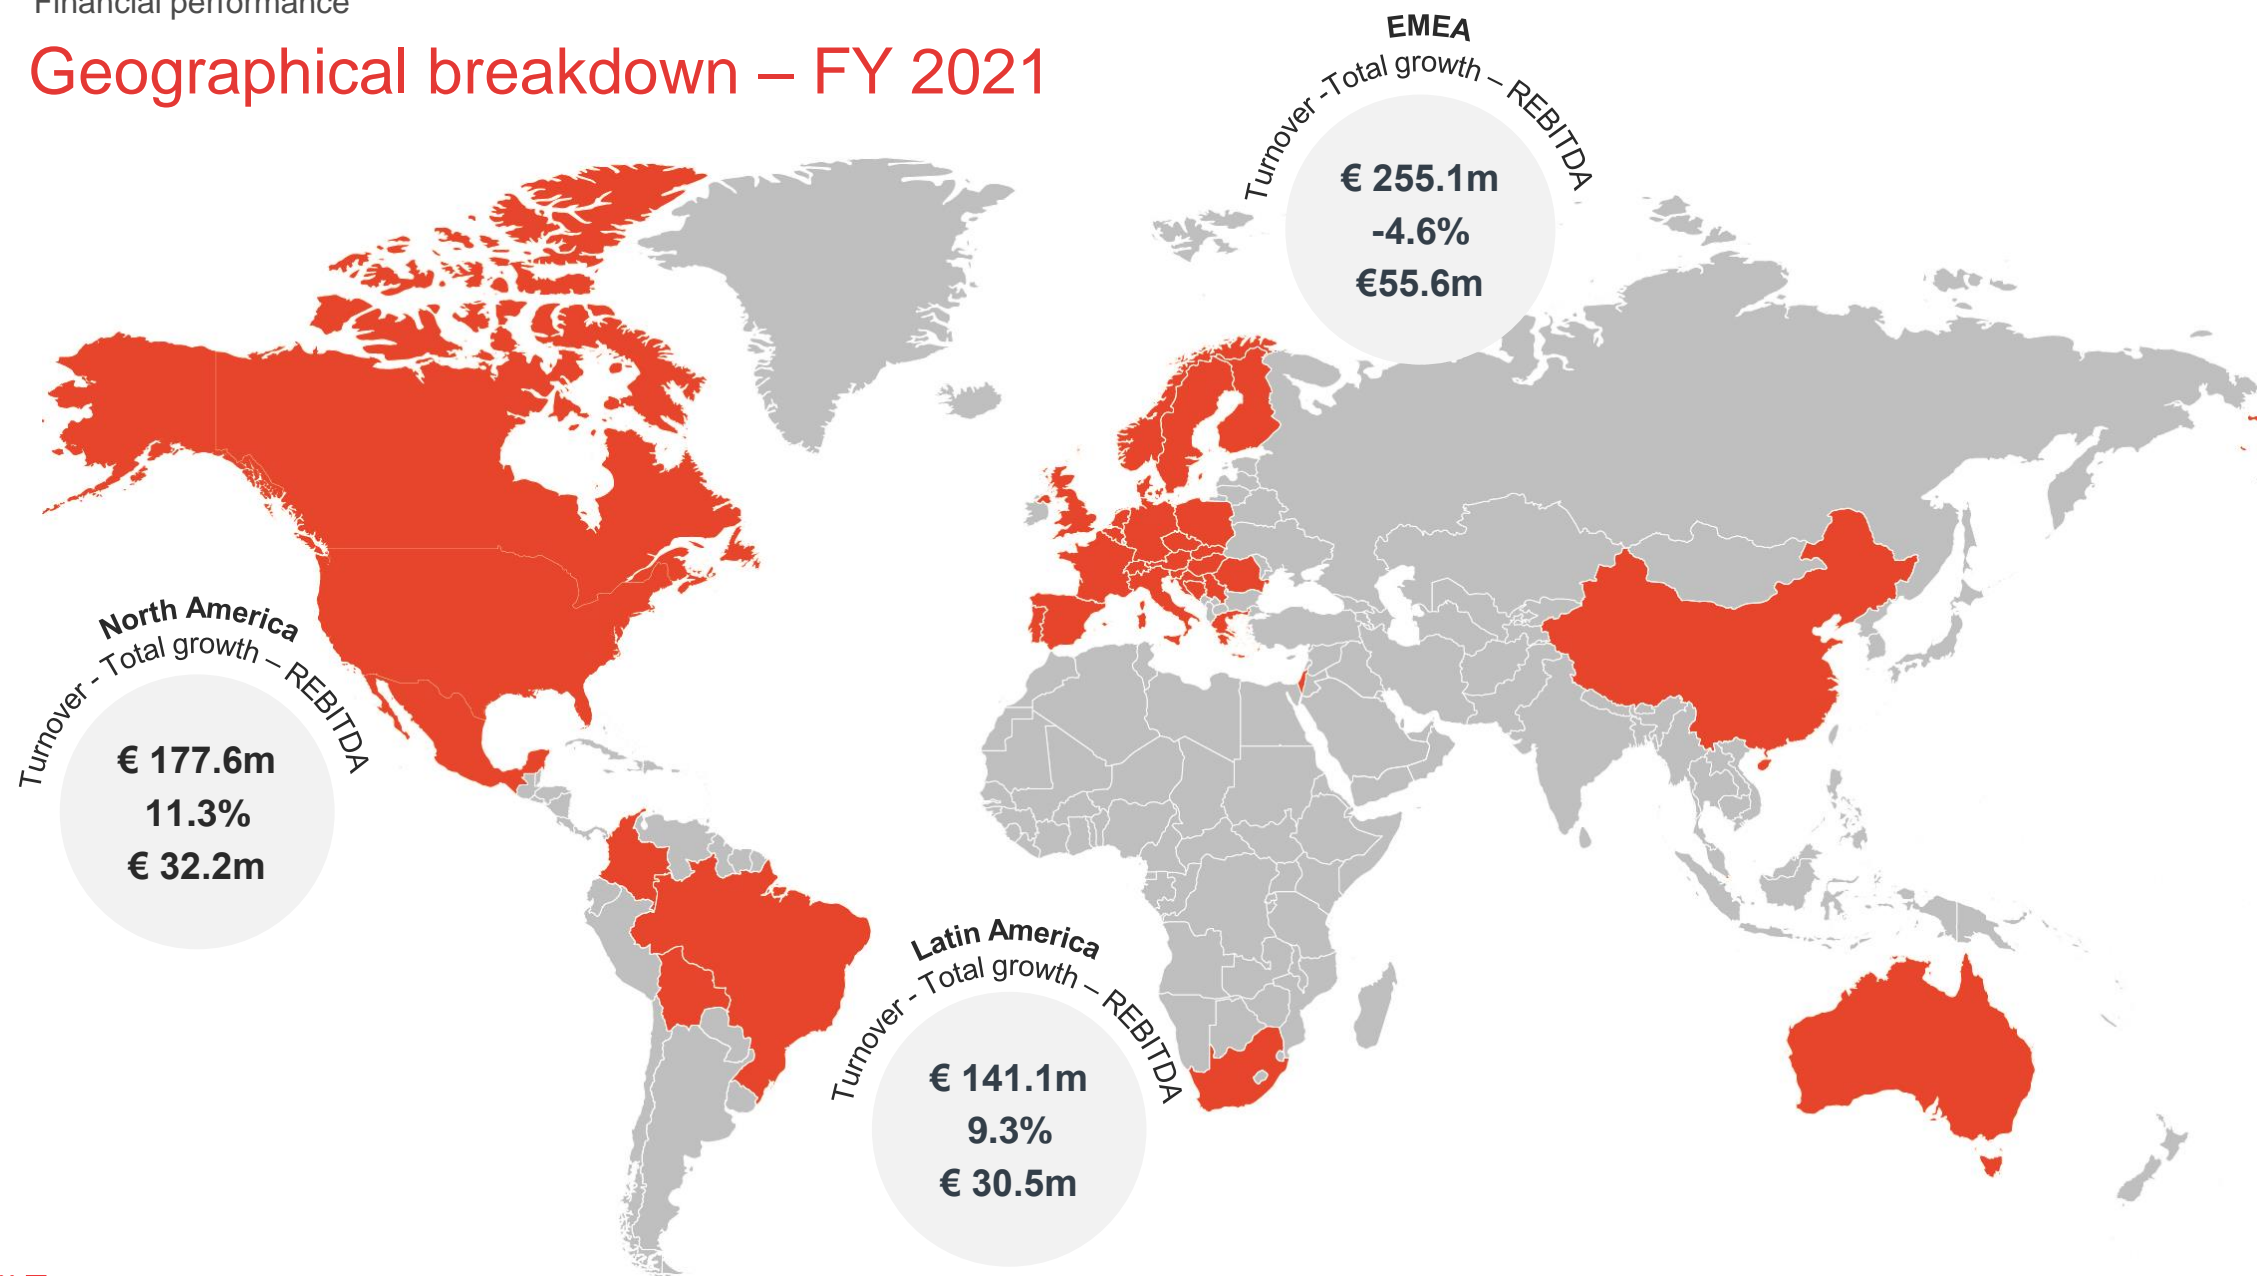 Financial performance
Geographical breakdown – FY 2021
EMEA
Turnover -Total growth – REBITDA
€ 255.1m
-4.6%
€55.6m
North America
Turnover - Total growth – REBITDA
€ 177.6m
11.3%
€ 32.2m
Latin America
Turnover - Total growth – REBITDA
€ 141.1m
9.3%
€ 30.5m